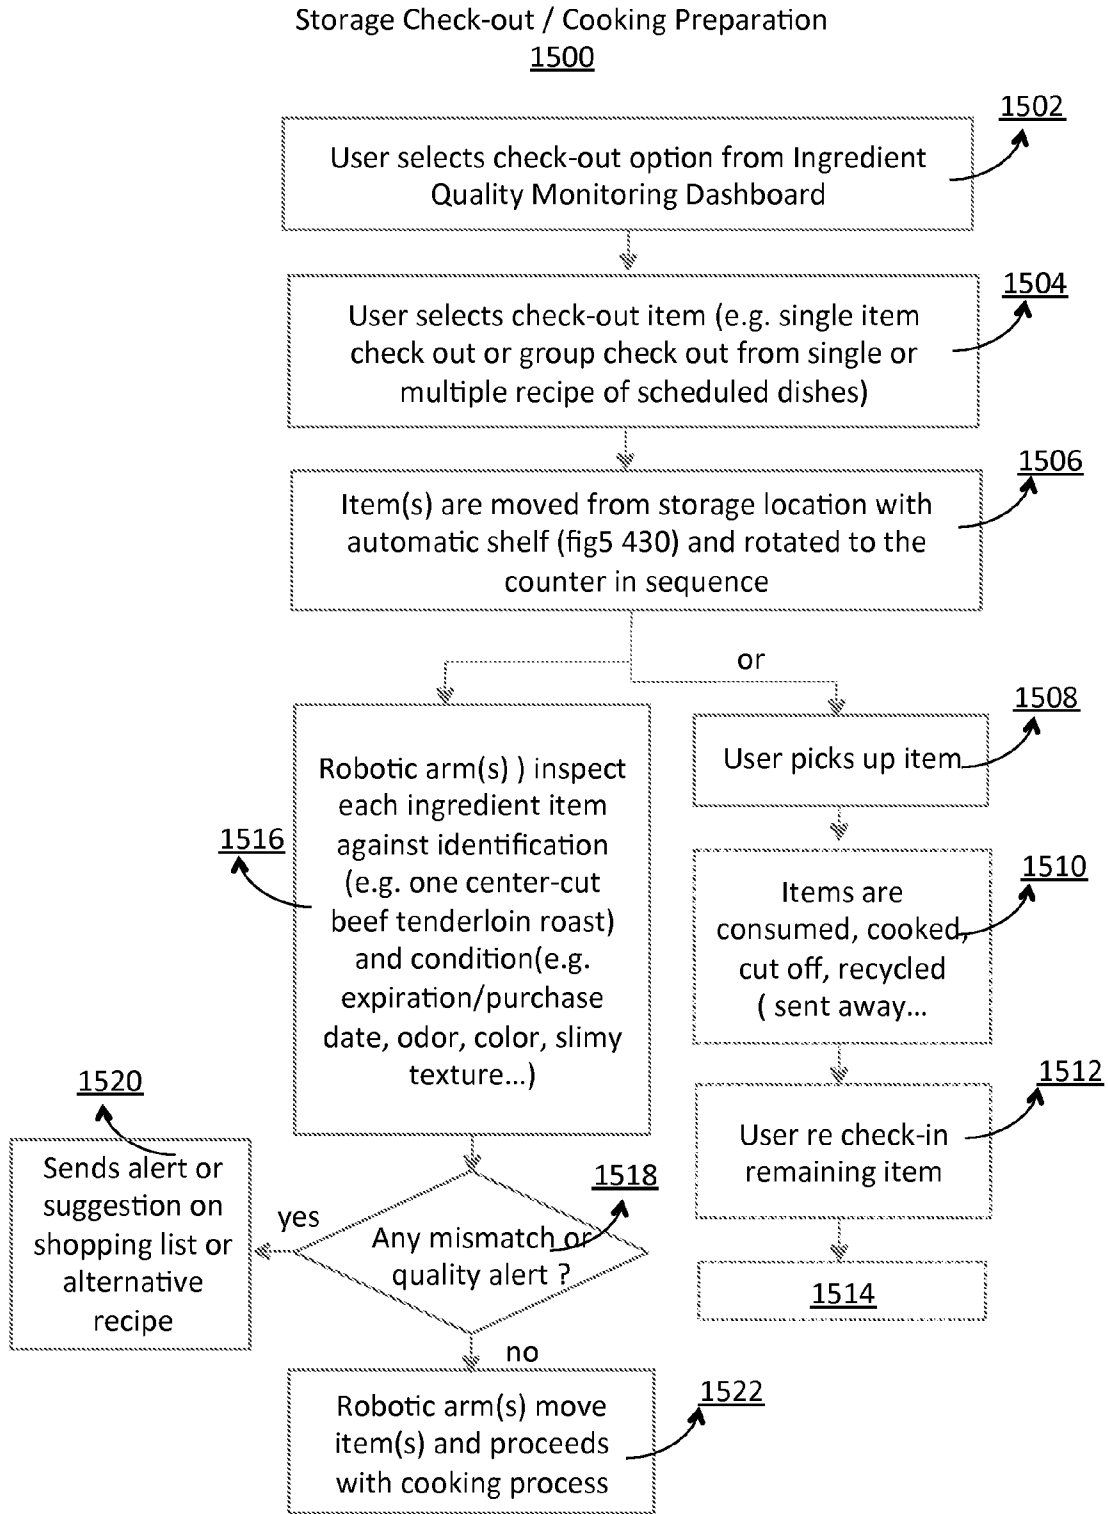 Storage Check-out / Cooking Preparation
1500
1502
User selects check-out option from Ingredient
Quality Monitoring Dashboard
1504
User selects check-out item (e.g. single item
check out or group check out from single or
multiple recipe of scheduled dishes)
1506
Item(s) are moved from storage location with
automatic shelf (fig5 430) and rotated to the
counter in sequence
or
1508
User picks up item
1516
Robotic arm(s) ) inspect
each ingredient item
against identification
(e.g. one center-cut
beef tenderloin roast)
and condition(e.g.
expiration/purchase
date, odor, color, slimy
texture...)
1510
Items are
consumed, cooked,
cut off, recycled
( sent away...
1512
User re check-in
remaining item
1514
1518
Any mismatch or
quality alert ?
yes
1520
Sends alert or
suggestion on
shopping list or
alternative
recipe
no
1522
Robotic arm(s) move
item(s) and proceeds
with cooking process